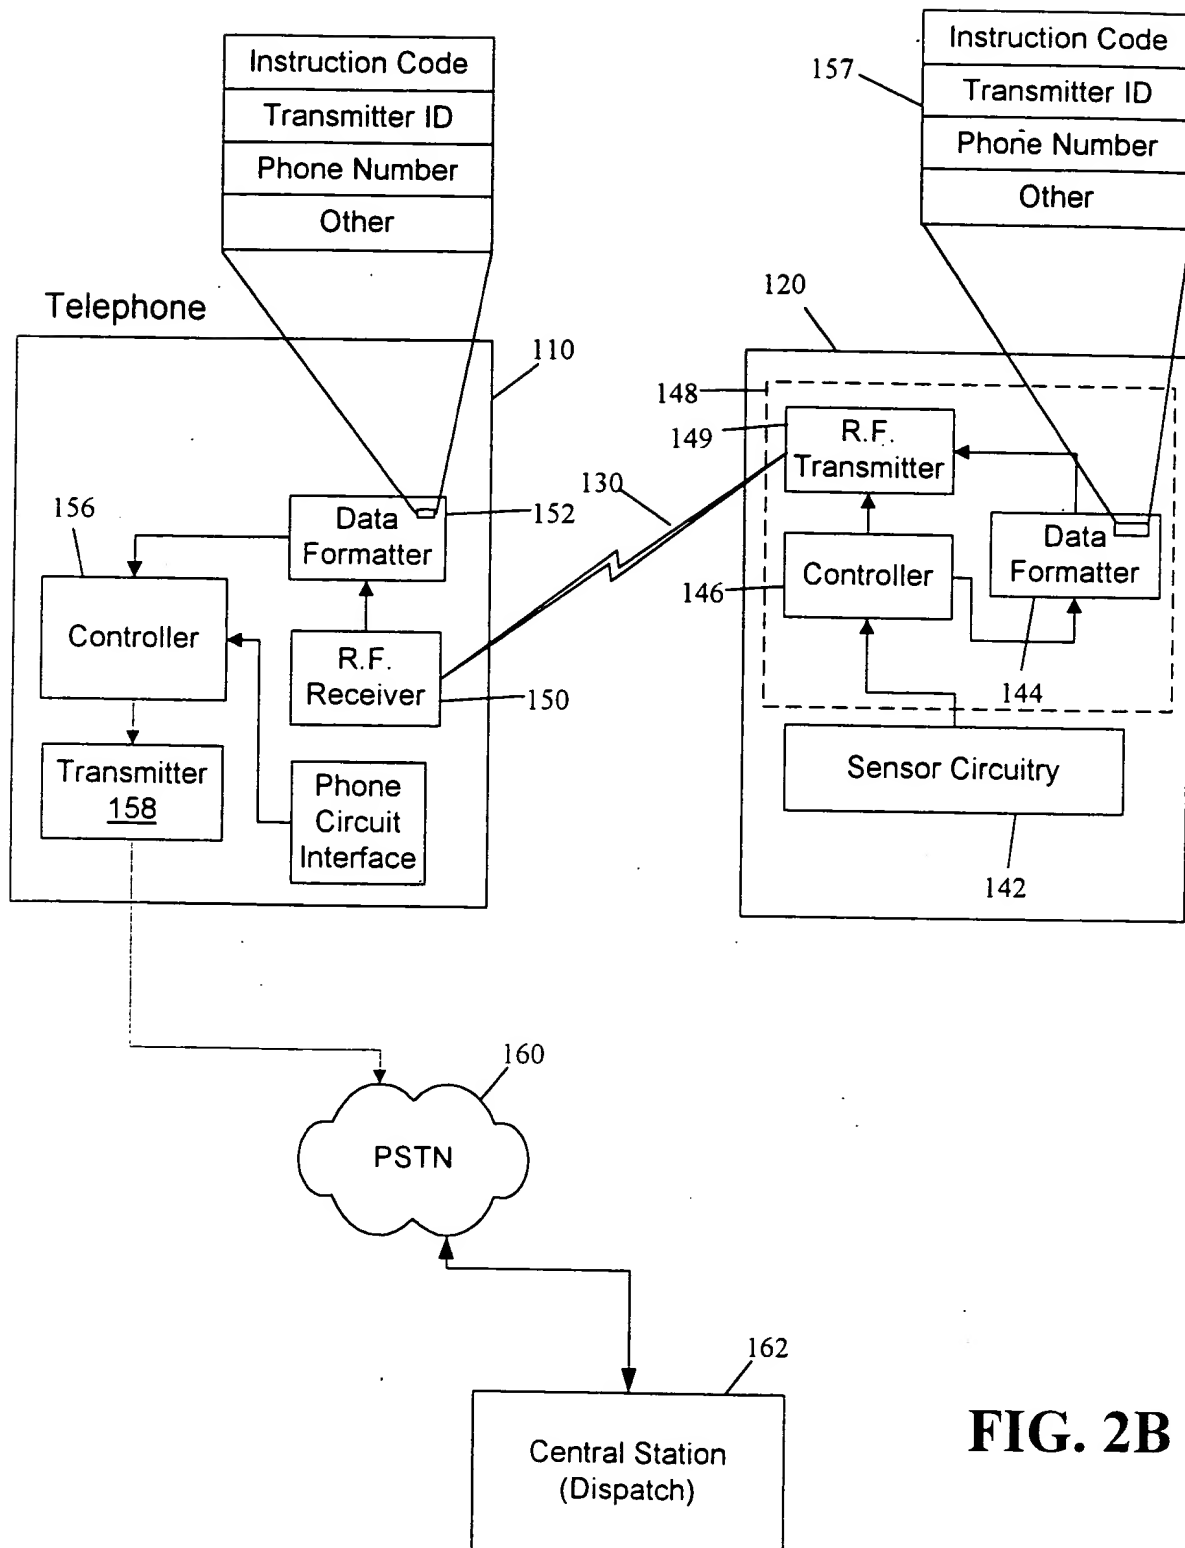 Instruction Code
Transmitter ID
Phone Number
Other
157
Instruction Code
Transmitter ID
Phone Number
Other
Telephone
110
120
148
149
R.F.
Transmitter
130
156
Data
Formatter
152
Controller
146
Controller
Data
Formatter
R.F.
Receiver
150
144
Transmitter
158
Phone
Circuit
Interface
Sensor Circuitry
142
160
PSTN
162
Central Station
(Dispatch)
FIG. 2B